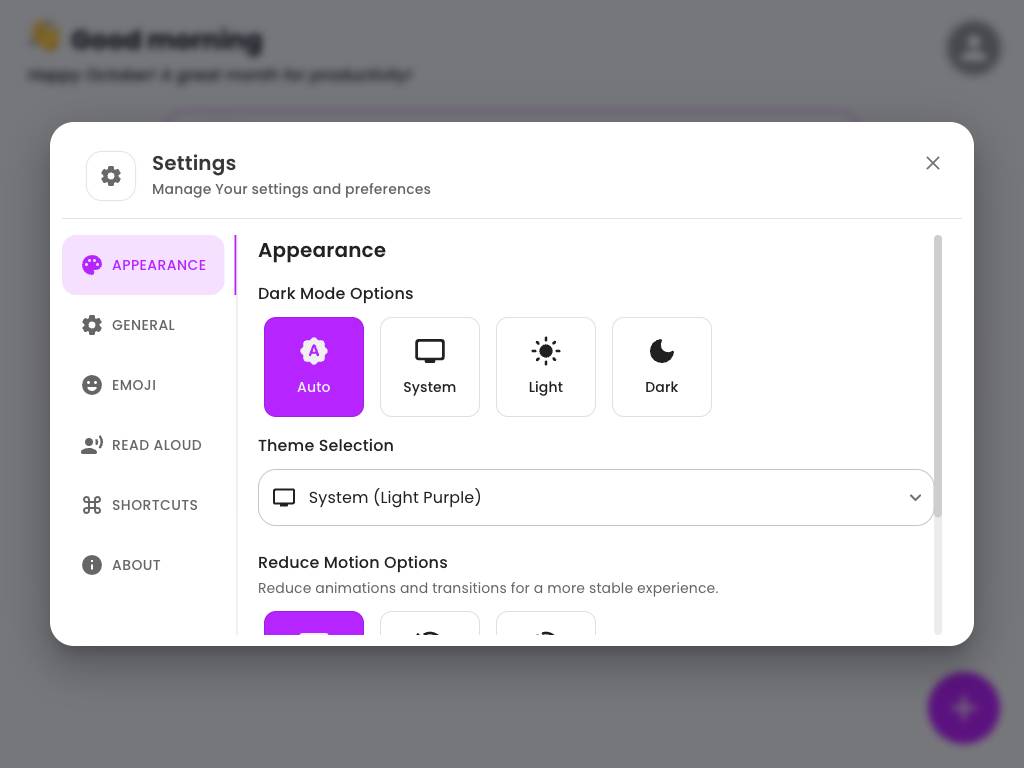 👋 Good morning
Happy October! A great month for productivity!
Settings
Manage Your settings and preferences
APPEARANCE
GENERAL
EMOJI
READ ALOUD
SHORTCUTS
ABOUT
Appearance
Dark Mode Options
A
Auto
System
Light
Dark
Theme Selection
System (Light Purple)
Reduce Motion Options
Reduce animations and transitions for a more stable experience.